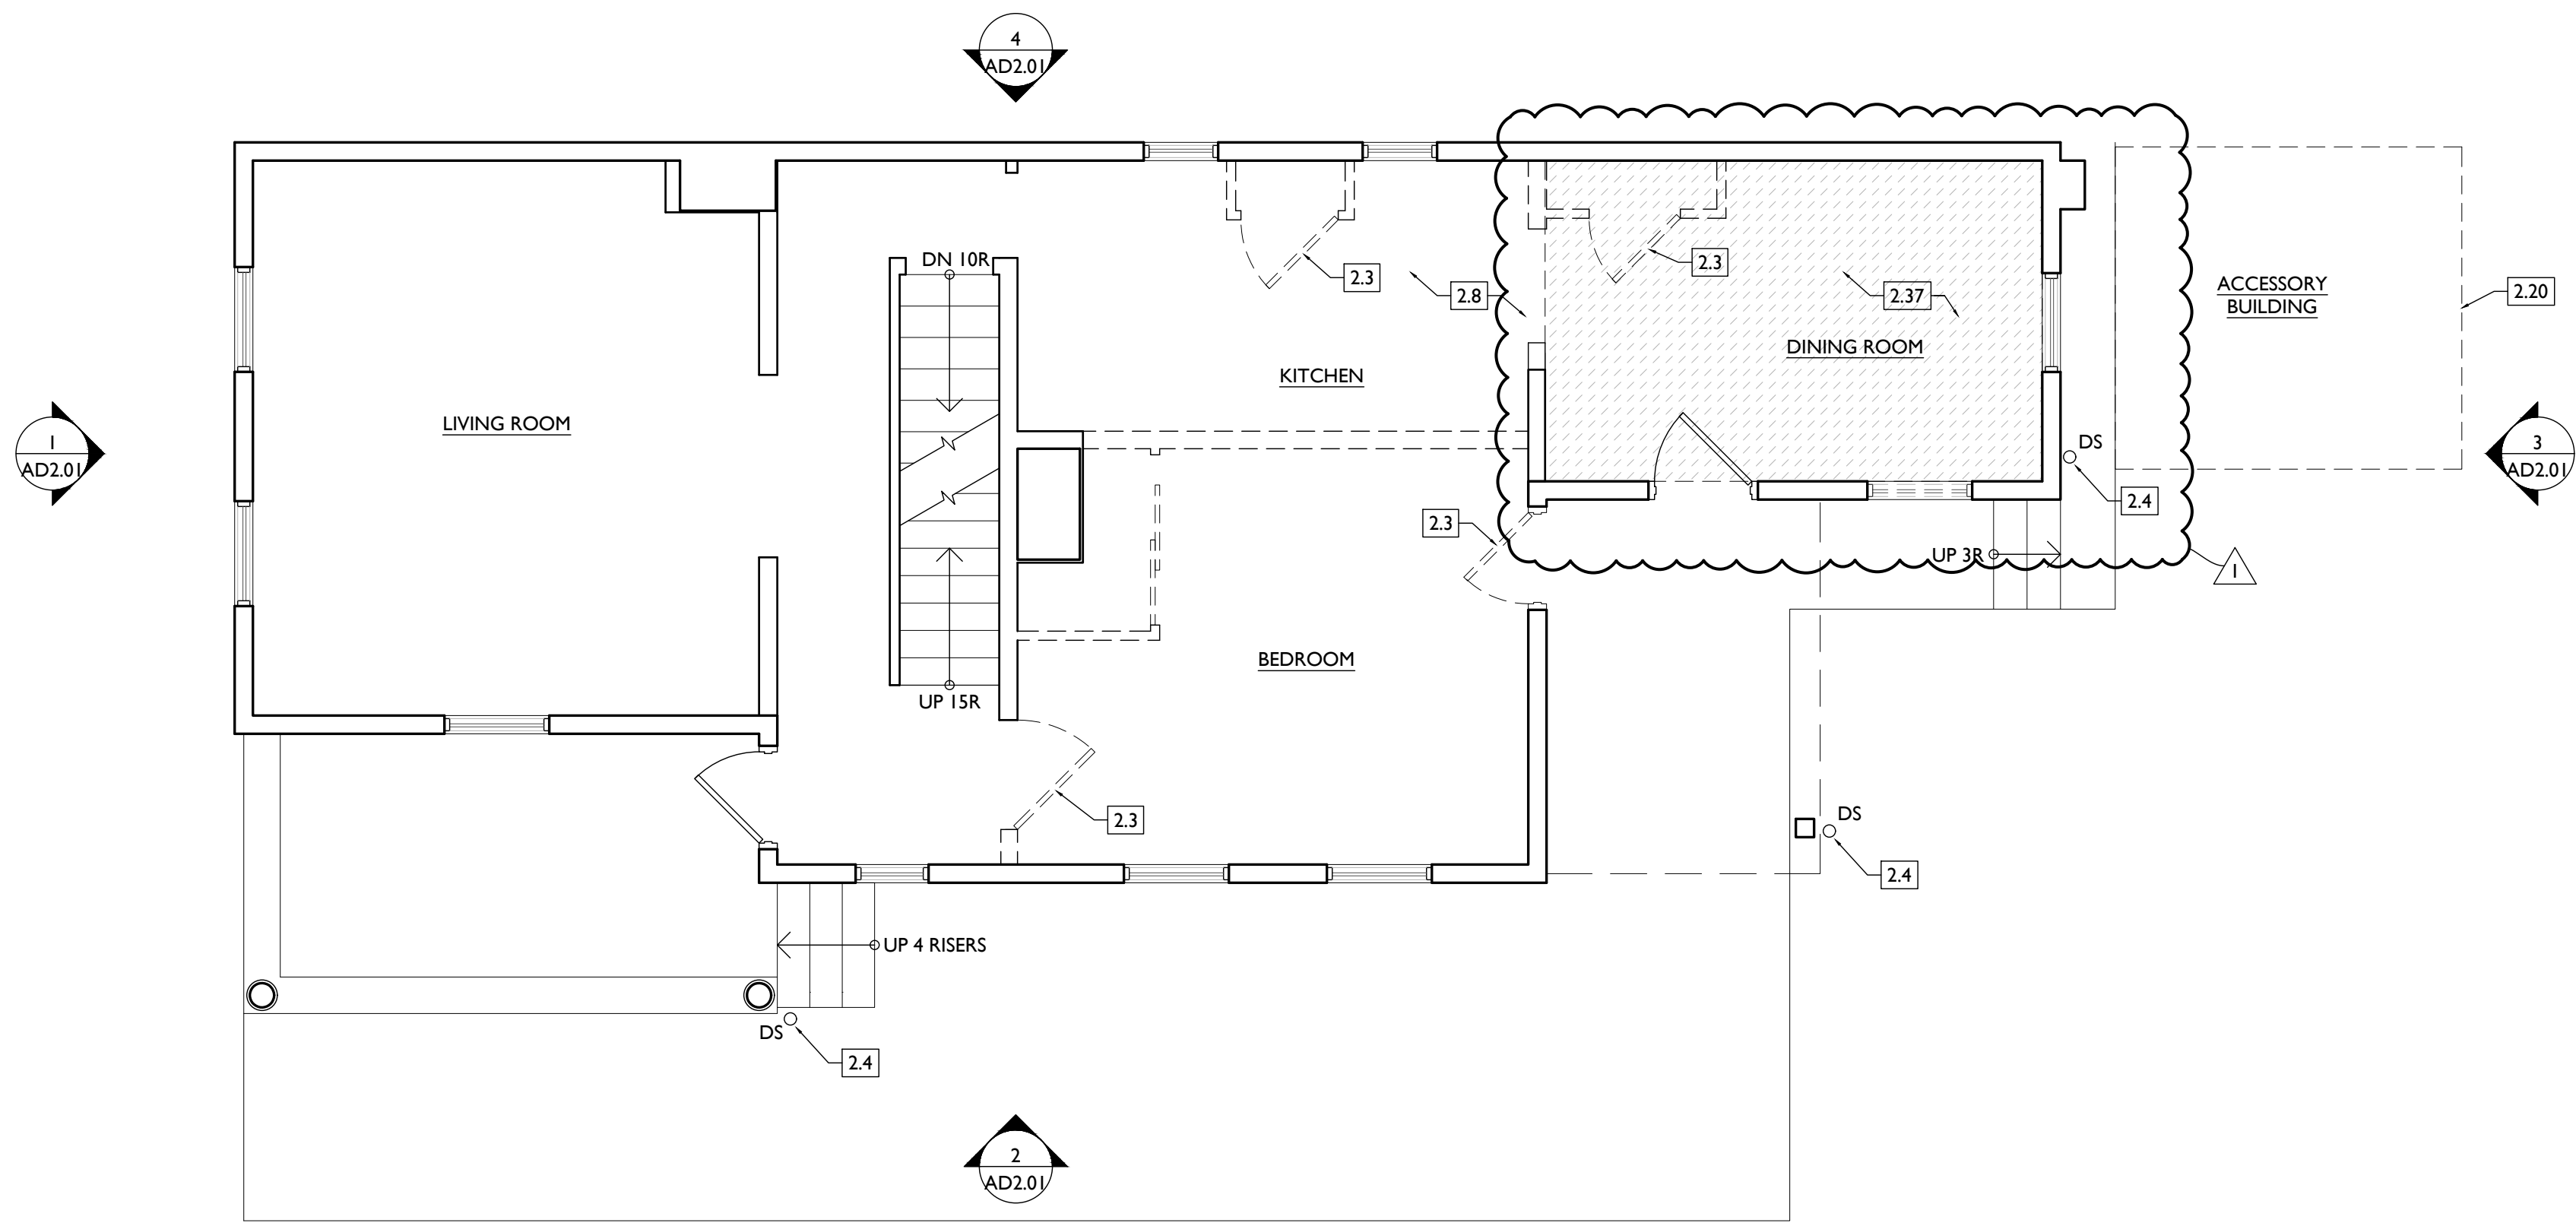 4
AD2.01
DN 10R
2.3
2.8
2.3
2.37
ACCESSORY
BUILDING
2.20
DINING ROOM
KITCHEN
LIVING ROOM
1
AD2.01
DS
3
AD2.01
2.4
2.3
UP 3R
1
BEDROOM
UP 15R
2.3
DS
2.4
UP 4 RISERS
DS
2.4
2
AD2.01